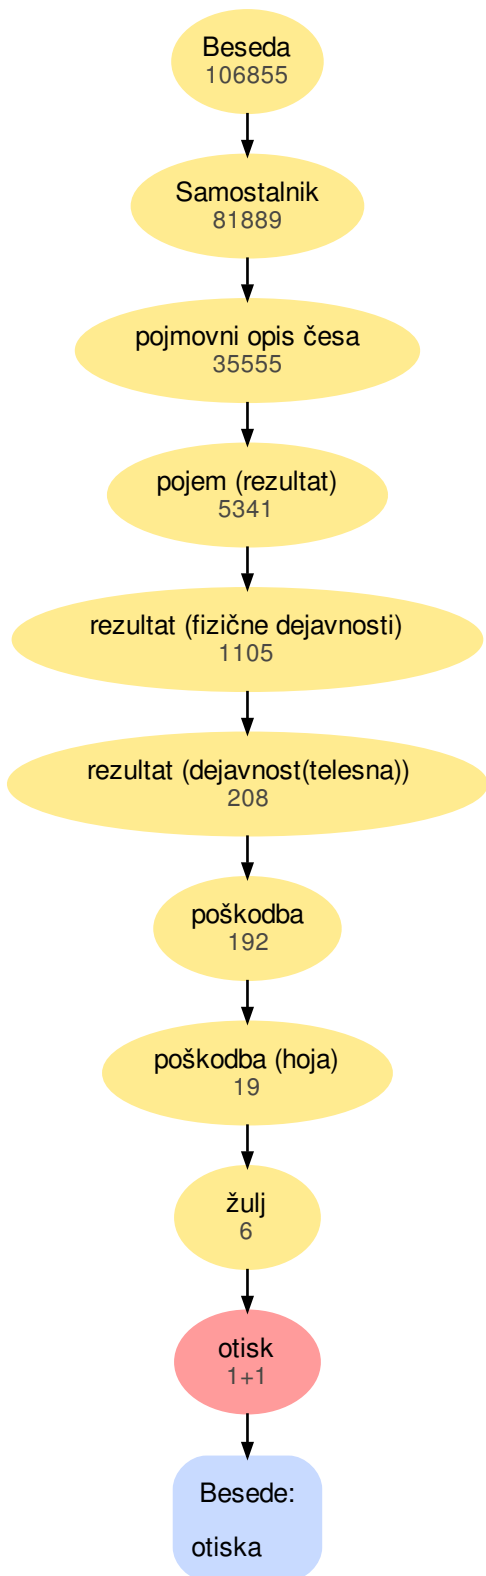 Beseda
106855
Samostalnik
81889
pojmovni opis česa
35555
pojem (rezultat)
5341
rezultat (fizične dejavnosti)
1105
rezultat (dejavnost(telesna))
208
poškodba
192
poškodba (hoja)
19
žulj
6
otisk
1+1
Besede:
otiska